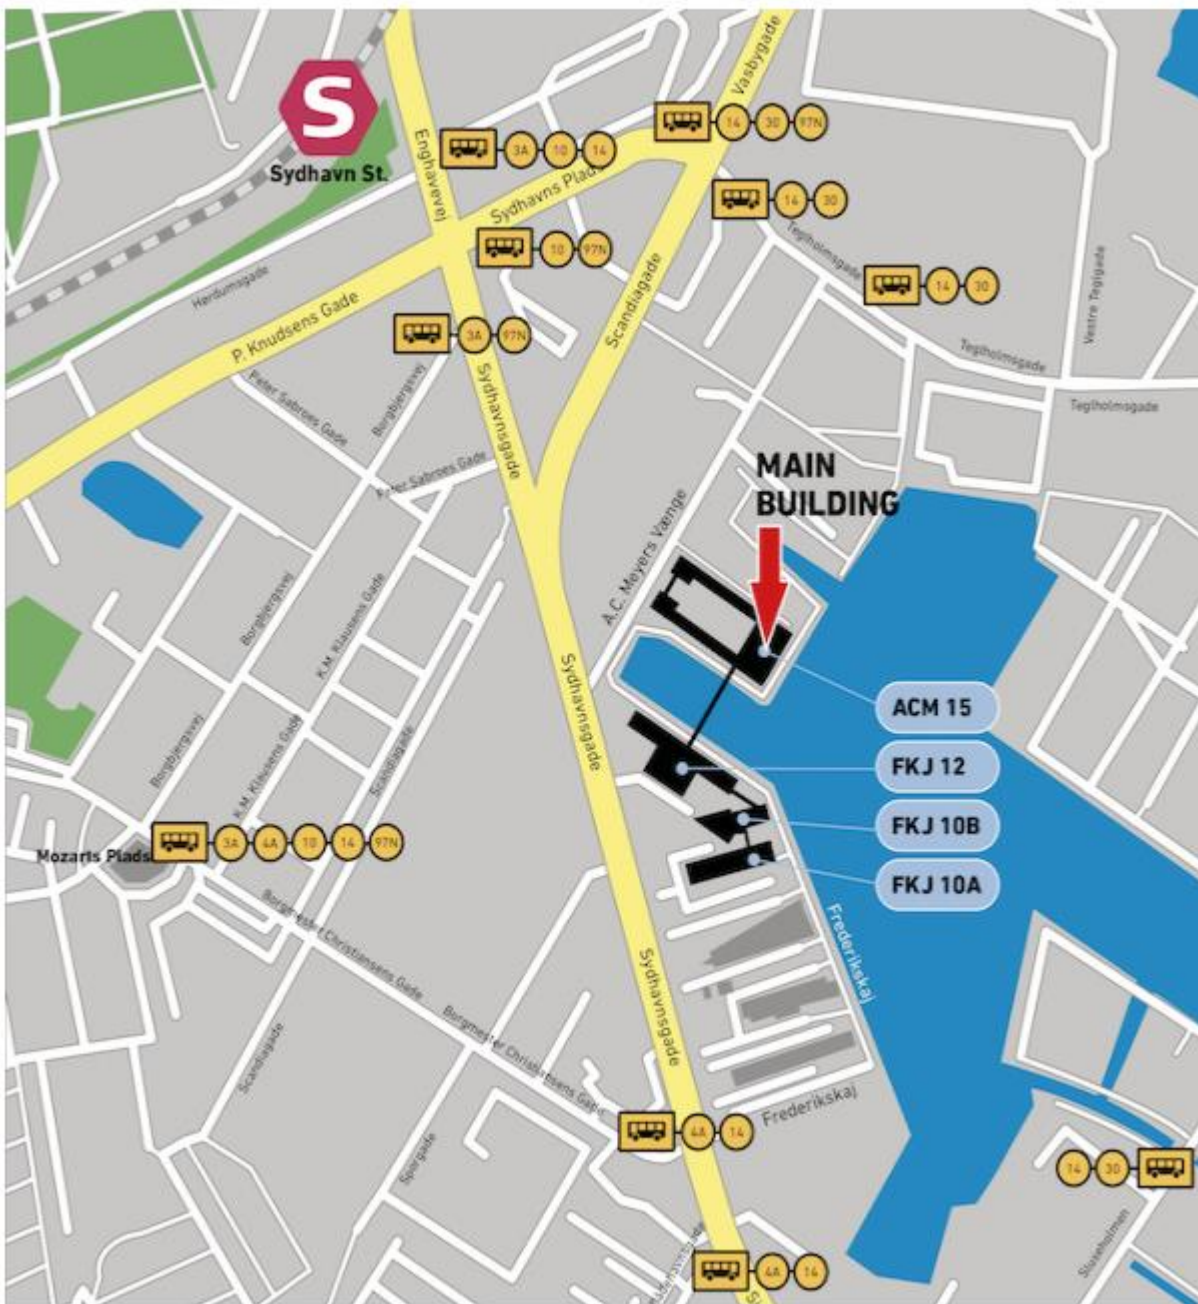 S
Sydhavn St.
Enghavevej
3A 10 14
Vasbygade
14 30 97N
Sydhavns Plads
14 30
10 97N
Teglholmsgade
14 30
Hørdumsgade
P. Knudsens Gade
Scandiagade
Vestre Teglgade
3A 97N
Teglholmsgade
Peter Sabroes Gade
Borgbjergsvej
Sydhavnsgade
Teglholmsgade
Peter Sabroes Gade
MAIN
BUILDING
A.C. Meyers Vænge
Borgbjergsvej
K.M. Klausens Gade
Sydhavnsgade
ACM 15
FKJ 12
FKJ 10B
FKJ 10A
Borgbjergsvej
K.M. Klausens Gade
Scandiagade
Mozarts Plads
3A 4A 10 14 97N
Borgmester Christiansens Gade
Frederikskaj
Sydhavnsgade
Scandiagade
Borgmester Christiansens Gade
Frederikskaj
4A 14
Sporgade
14 30
Slusenholmen
4A 14